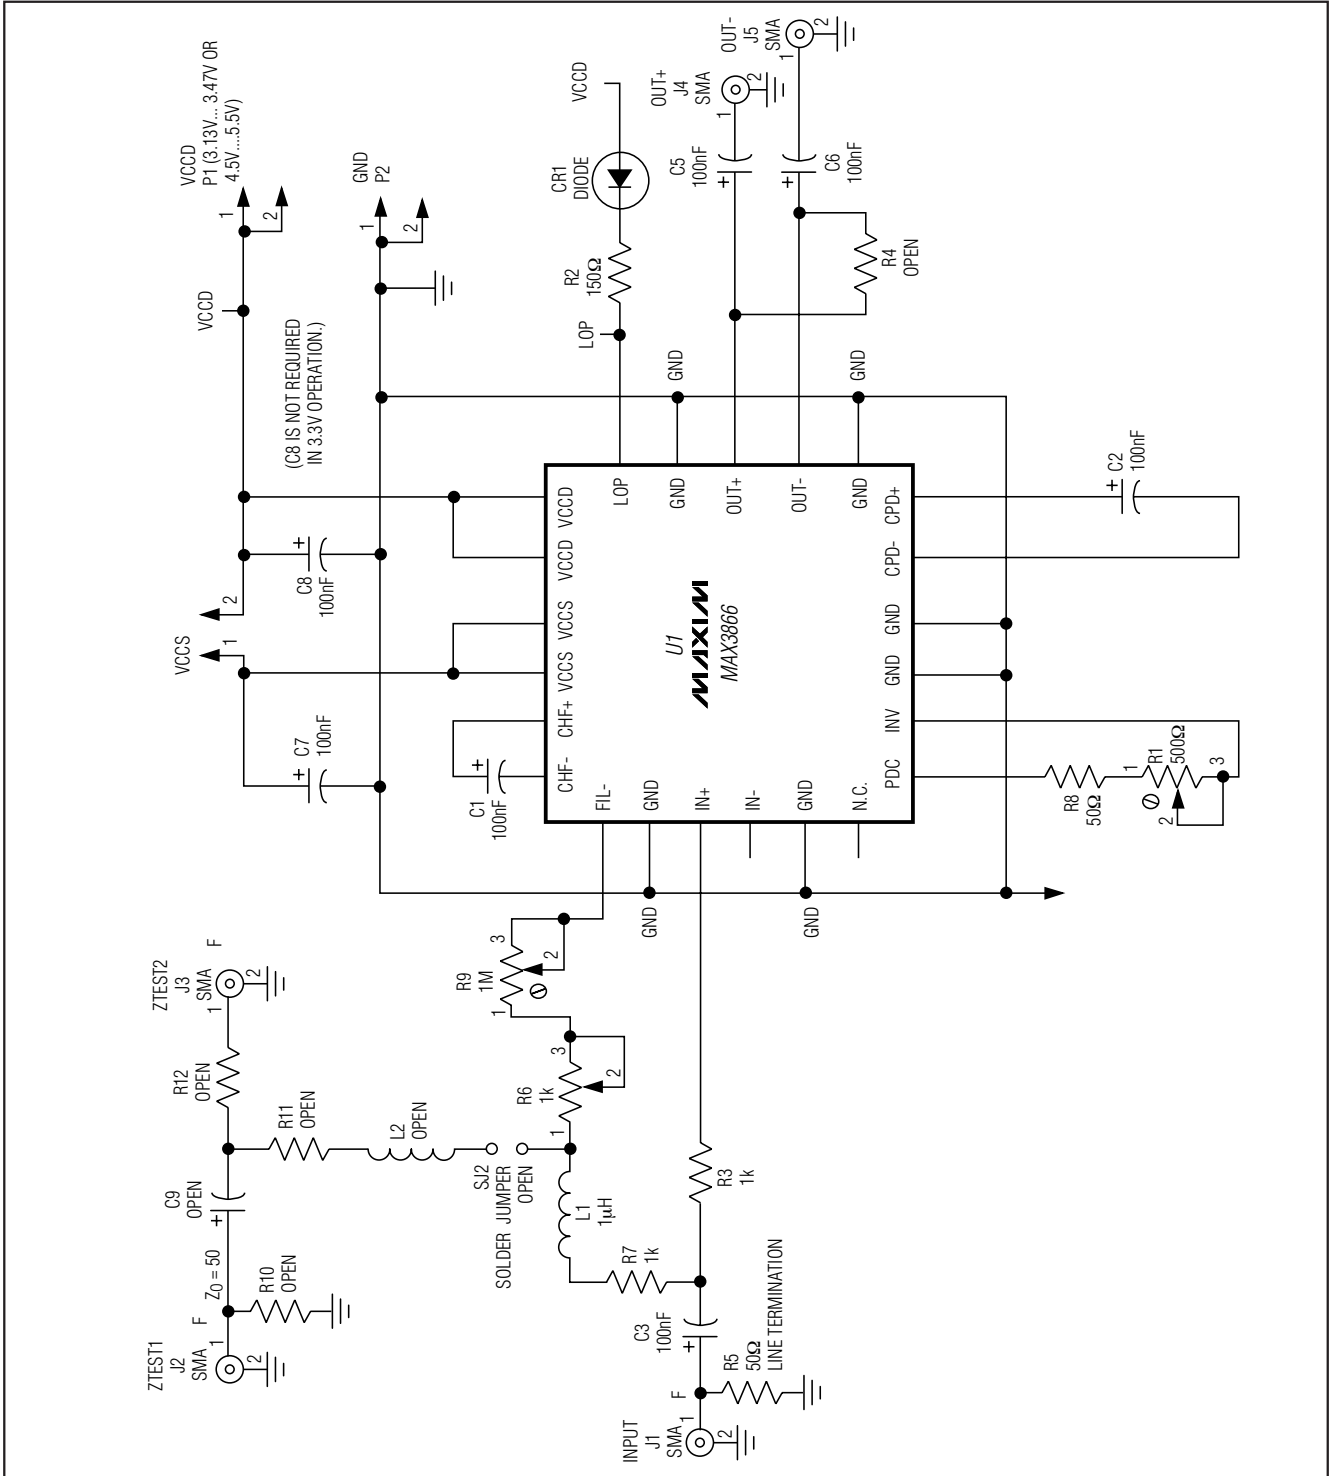 VCCD
P1 (3.13V... 3.47V OR
4.5V....5.5V)
1
2
VCCD
GND
P2
1
2
(C8 IS NOT REQUIRED
IN 3.3V OPERATION.)
C8
100nF
+
2
VCCS
1
C7
100nF
+
VCCD
CR1
DIODE
R2
150Ω
LOP
OUT+
J4
SMA
1
2
OUT-
J5
SMA
1
2
C5
100nF
+
C6
100nF
+
R4
OPEN
GND
GND
LOP
GND
OUT+
OUT-
GND
VCCD
VCCD
VCCS
VCCS
CHF+
CHF-
U1
MAXIM
MAX3866
CPD+
CPD-
GND
GND
INV
PDC
FIL-
GND
IN+
IN-
GND
N.C.
C1
100nF
+
C2
100nF
+
R8
50Ω
1
R1
500Ω
2
3
GND
GND
R9
1M
1
2
3
R6
1k
1
2
3
ZTEST2
J3
SMA
F
1
2
R12
OPEN
R11
OPEN
L2
OPEN
SJ2
SOLDER JUMPER
OPEN
C9
OPEN
+
Z0 = 50
R10
OPEN
ZTEST1
J2
SMA
F
1
2
L1
1µH
R7
1k
R3
1k
C3
100nF
+
R5
50Ω
LINE TERMINATION
INPUT
J1
SMA
F
1
2